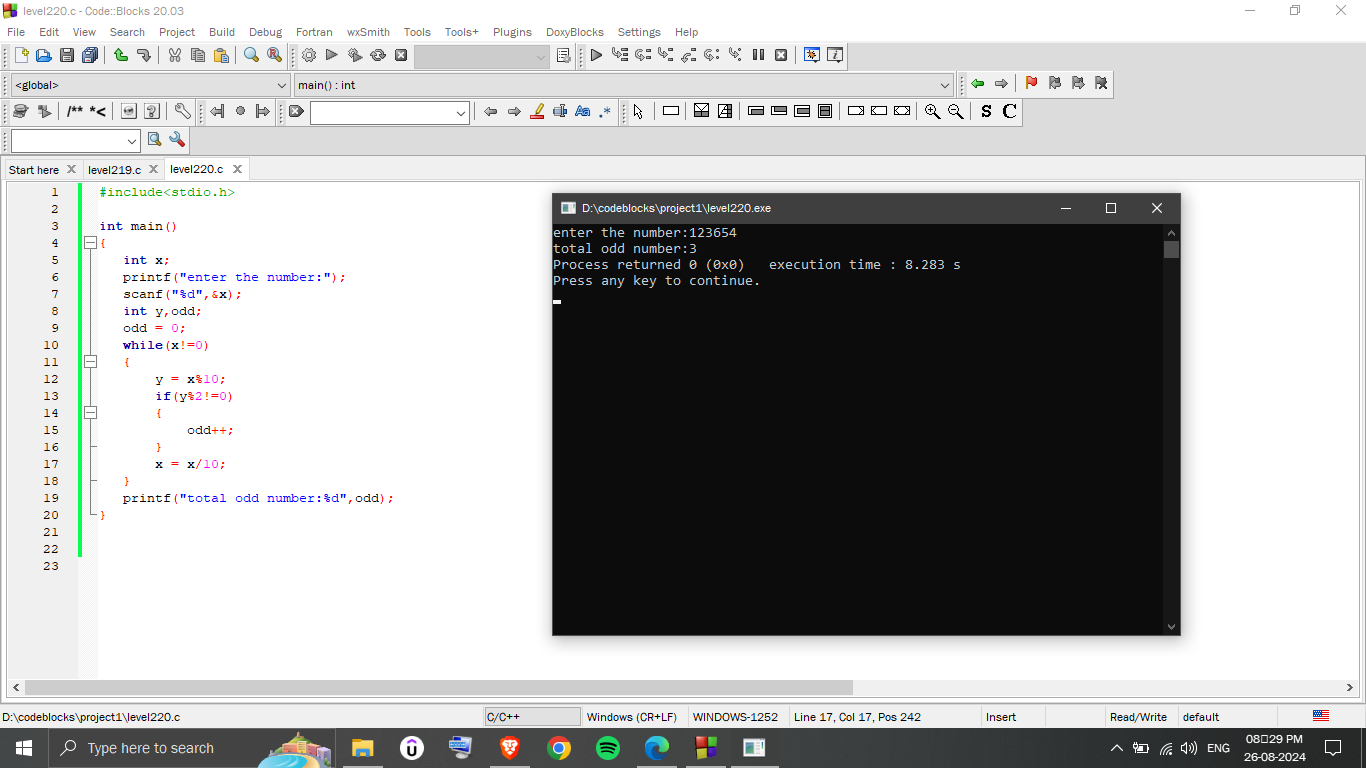 level220.c - Code::Blocks 20.03
File Edit View Search Project Build Debug Fortran wxSmith Tools Tools+ Plugins DoxyBlocks Settings Help
<global> main() : int
/** *< Aa .* S C
Start here level219.c level220.c
1 #include<stdio.h>
2
3 int main()
4 {
5 int x;
6 printf("enter the number:");
7 scanf("%d",&x);
8 int y,odd;
9 odd = 0;
10 while(x!=0)
11 {
12 y = x%10;
13 if(y%2!=0)
14 {
15 odd++;
16 }
17 x = x/10;
18 }
19 printf("total odd number:%d",odd);
20 }
21
22
23
D:\codeblocks\project1\level220.exe
enter the number:123654
total odd number:3
Process returned 0 (0x0)   execution time : 8.283 s
Press any key to continue.
D:\codeblocks\project1\level220.c C/C++ Windows (CR+LF) WINDOWS-1252 Line 17, Col 17, Pos 242 Insert Read/Write default
Type here to search ENG 08▯29 PM
26-08-2024